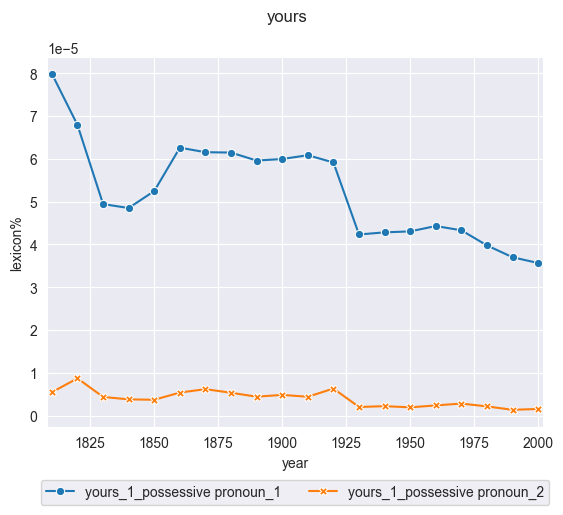 yours
1e−5
8
7
6
5
4
3
2
1
0
lexicon%
1825 1850 1875 1900 1925 1950 1975 2000
year
yours_1_possessive pronoun_1 yours_1_possessive pronoun_2